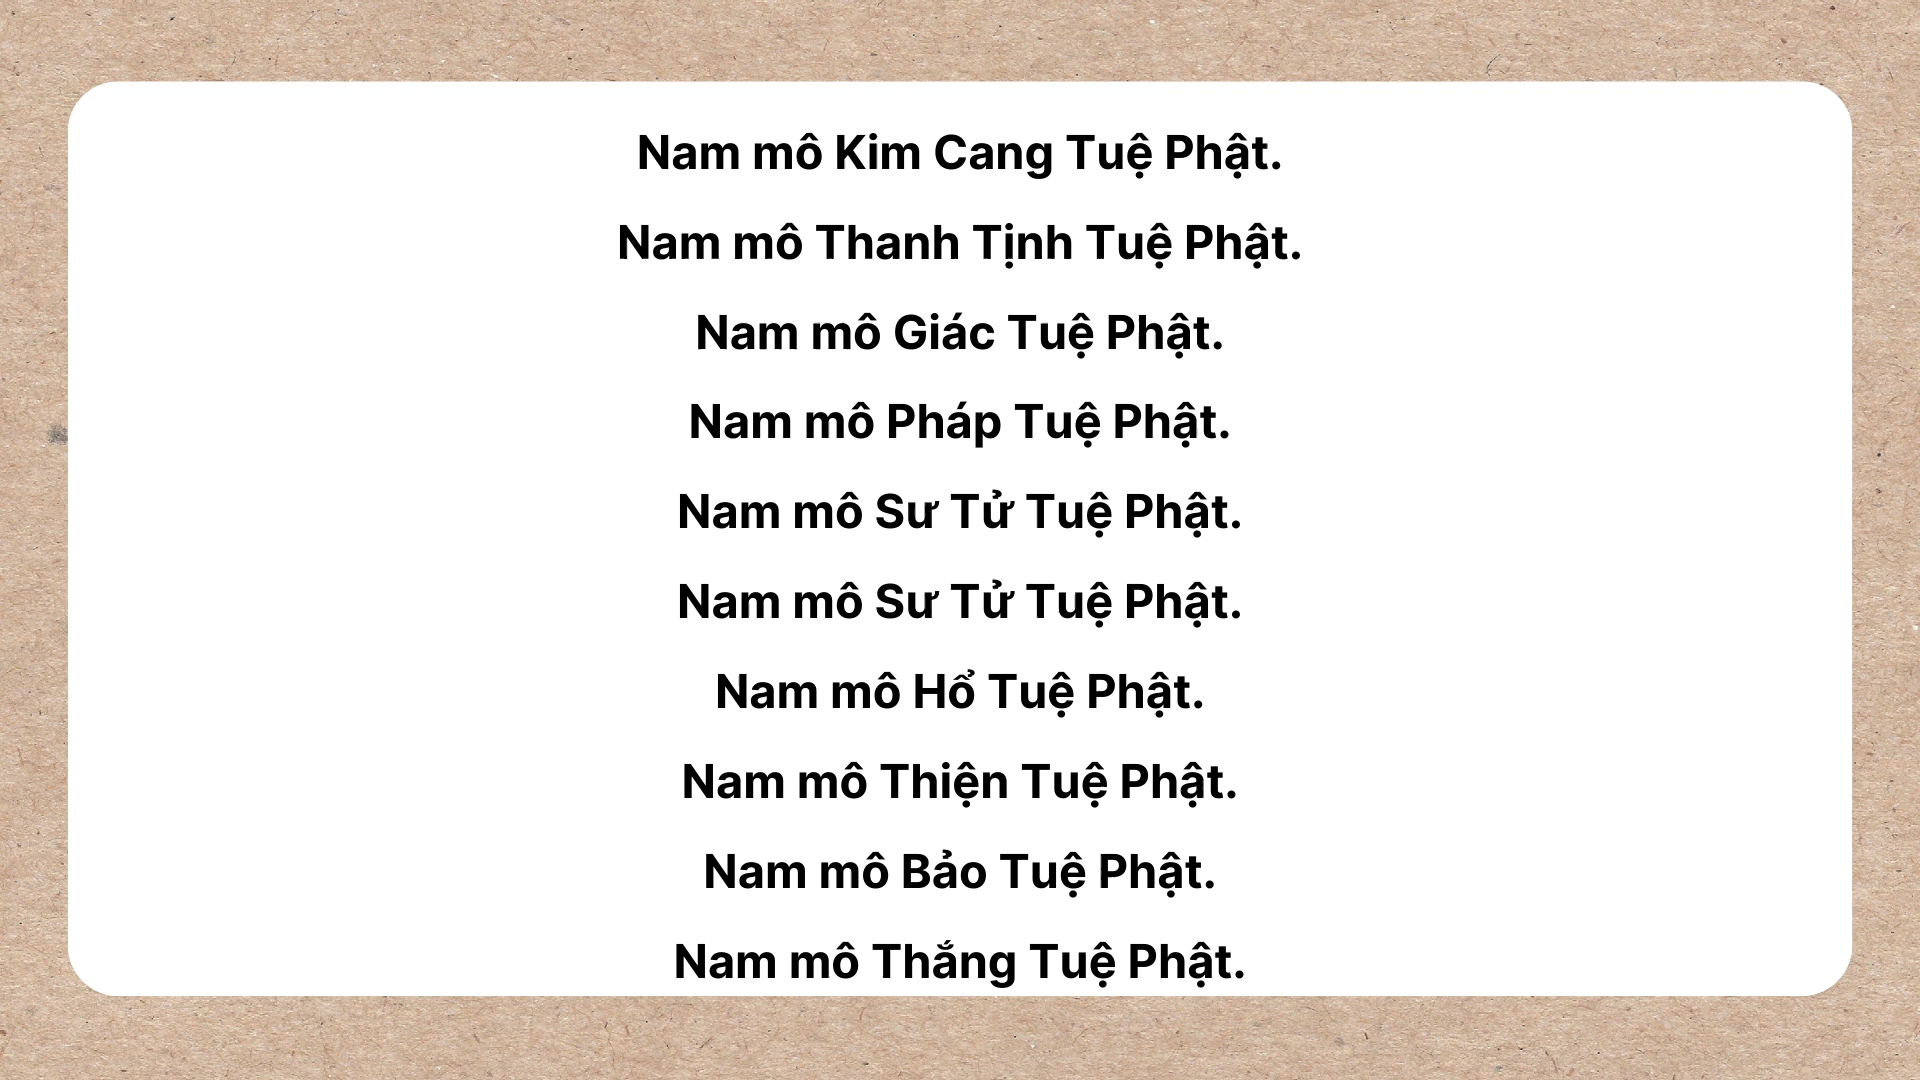 Nam mô Kim Cang Tuệ Phật.
Nam mô Thanh Tịnh Tuệ Phật.
Nam mô Giác Tuệ Phật.
Nam mô Pháp Tuệ Phật.
Nam mô Sư Tử Tuệ Phật.
Nam mô Sư Tử Tuệ Phật.
Nam mô Hổ Tuệ Phật.
Nam mô Thiện Tuệ Phật.
Nam mô Bảo Tuệ Phật.
Nam mô Thắng Tuệ Phật.